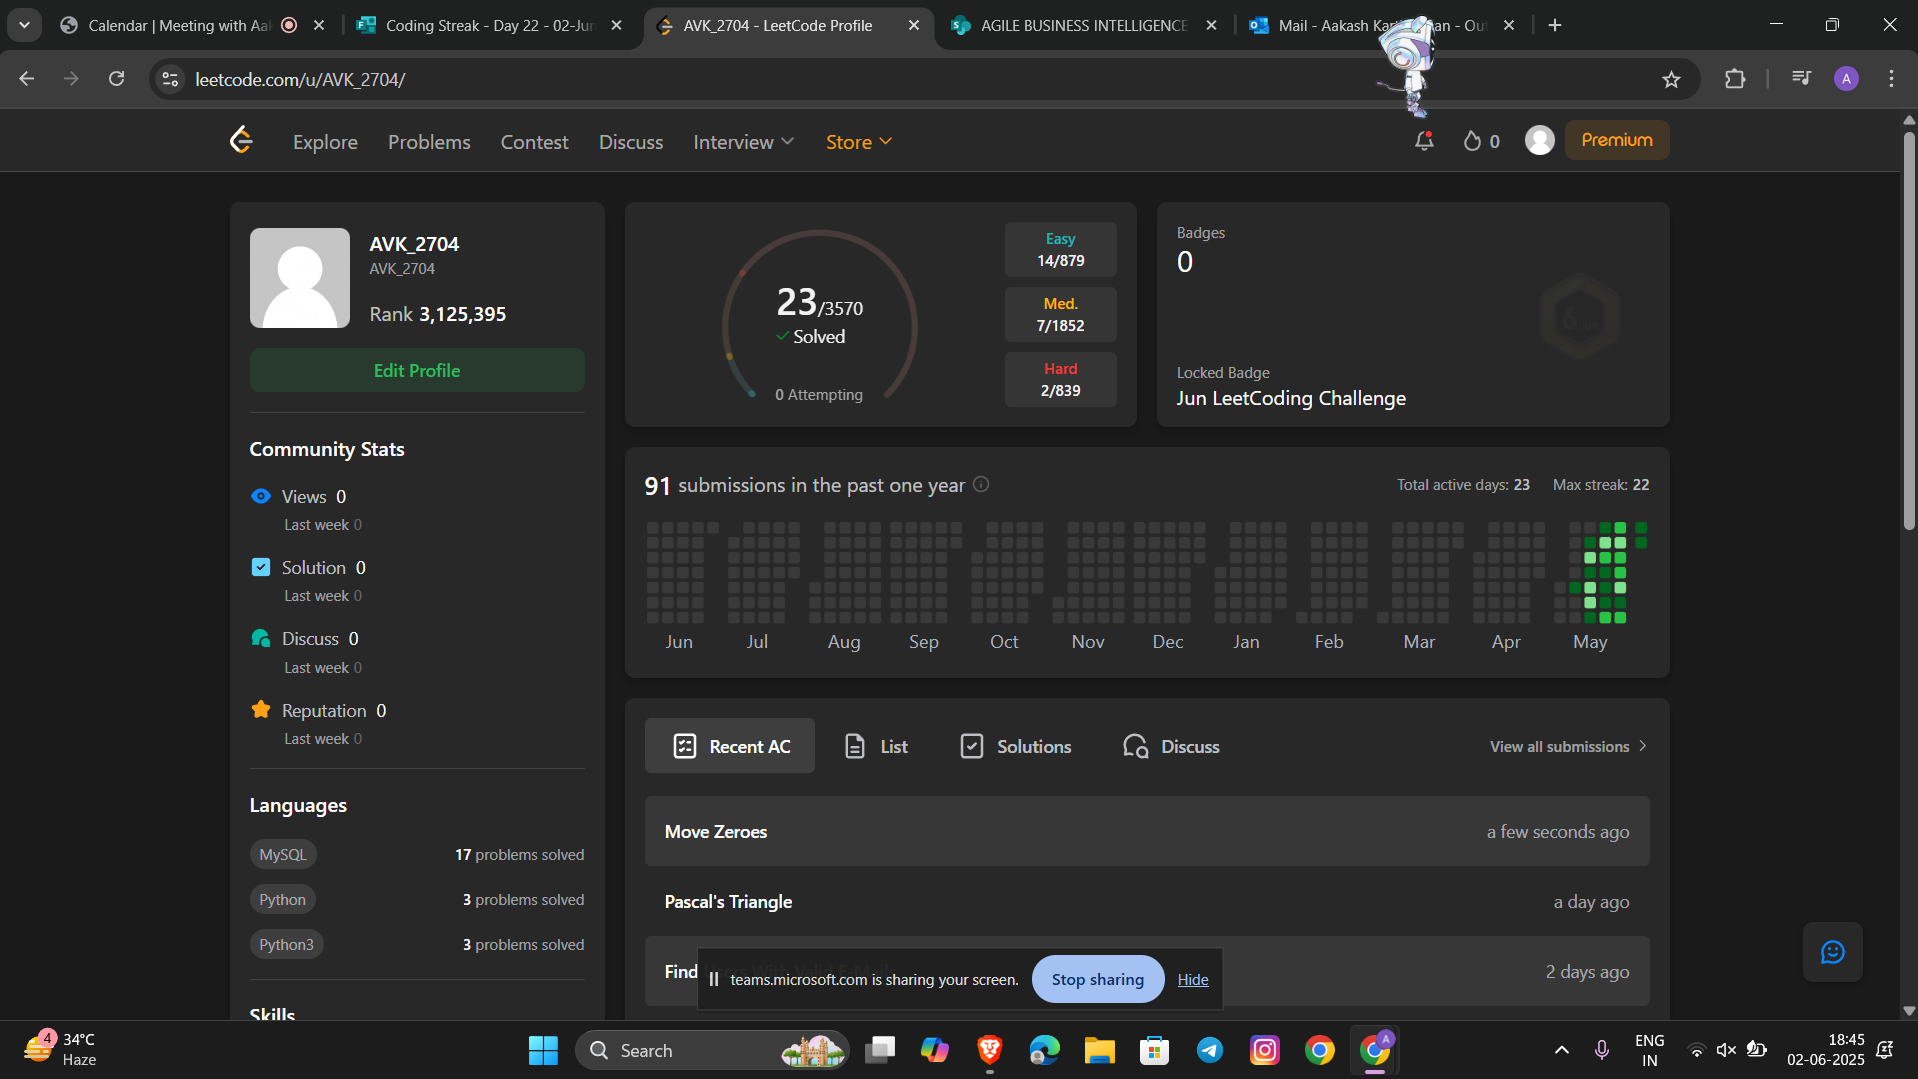 Calendar | Meeting with Aa
Coding Streak - Day 22 - 02-Jun
AVK_2704 - LeetCode Profile
AGILE BUSINESS INTELLIGENCE
Mail - Aakash
leetcode.com/u/AVK_2704/
A
Explore
Problems
Contest
Discuss
Interview
Store
0
Premium
AVK_2704
AVK_2704
Rank 3,125,395
Edit Profile
Community Stats
Views 0
Last week 0
Solution 0
Last week 0
Discuss 0
Last week 0
Reputation 0
Last week 0
Languages
MySQL
17 problems solved
Python
3 problems solved
Python3
3 problems solved
Skills
23/3570
Solved
0 Attempting
Easy
14/879
Med.
7/1852
Hard
2/839
Badges
0
Locked Badge
Jun LeetCoding Challenge
91 submissions in the past one year
Total active days: 23 Max streak: 22
Jun Jul Aug Sep Oct Nov Dec Jan Feb Mar Apr May
Recent AC
List
Solutions
Discuss
View all submissions
Move Zeroes
a few seconds ago
Pascal's Triangle
a day ago
Find
2 days ago
teams.microsoft.com is sharing your screen.
Stop sharing
Hide
4
34°C
Haze
Search
A
ENG
IN
18:45
02-06-2025